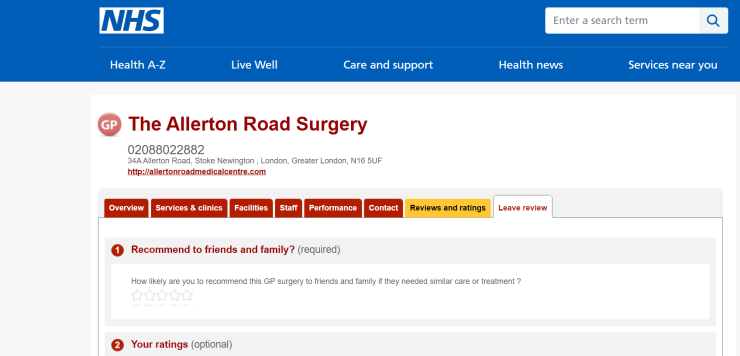 NHS
Enter a search term
Health A-Z Live Well Care and support Health news Services near you
GP The Allerton Road Surgery
02088022882
34A Allerton Road, Stoke Newington , London, Greater London, N16 5UF
http://allertonroadmedicalcentre.com
Overview Services & clinics Facilities Staff Performance Contact Reviews and ratings Leave review
1 Recommend to friends and family? (required)
How likely are you to recommend this GP surgery to friends and family if they needed similar care or treatment ?
2 Your ratings (optional)